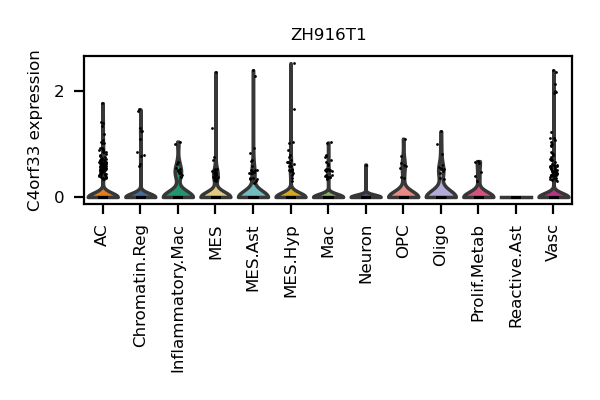 ZH916T1
C4orf33 expression
2
0
AC
Chromatin.Reg
Inflammatory.Mac
MES
MES.Ast
MES.Hyp
Mac
Neuron
OPC
Oligo
Prolif.Metab
Reactive.Ast
Vasc